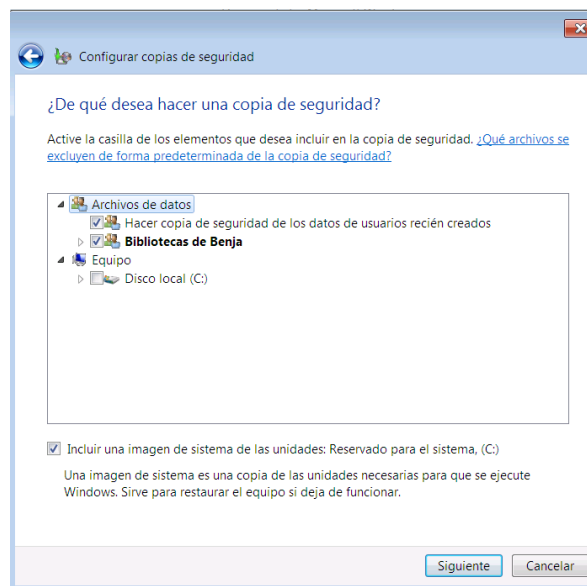 Configurar copias de seguridad
¿De qué desea hacer una copia de seguridad?
Active la casilla de los elementos que desea incluir en la copia de seguridad. ¿Qué archivos se
excluyen de forma predeterminada de la copia de seguridad?
Archivos de datos
Hacer copia de seguridad de los datos de usuarios recién creados
Bibliotecas de Benja
Equipo
Disco local (C:)
Incluir una imagen de sistema de las unidades: Reservado para el sistema, (C:)
Una imagen de sistema es una copia de las unidades necesarias para que se ejecute
Windows. Sirve para restaurar el equipo si deja de funcionar.
Siguiente Cancelar